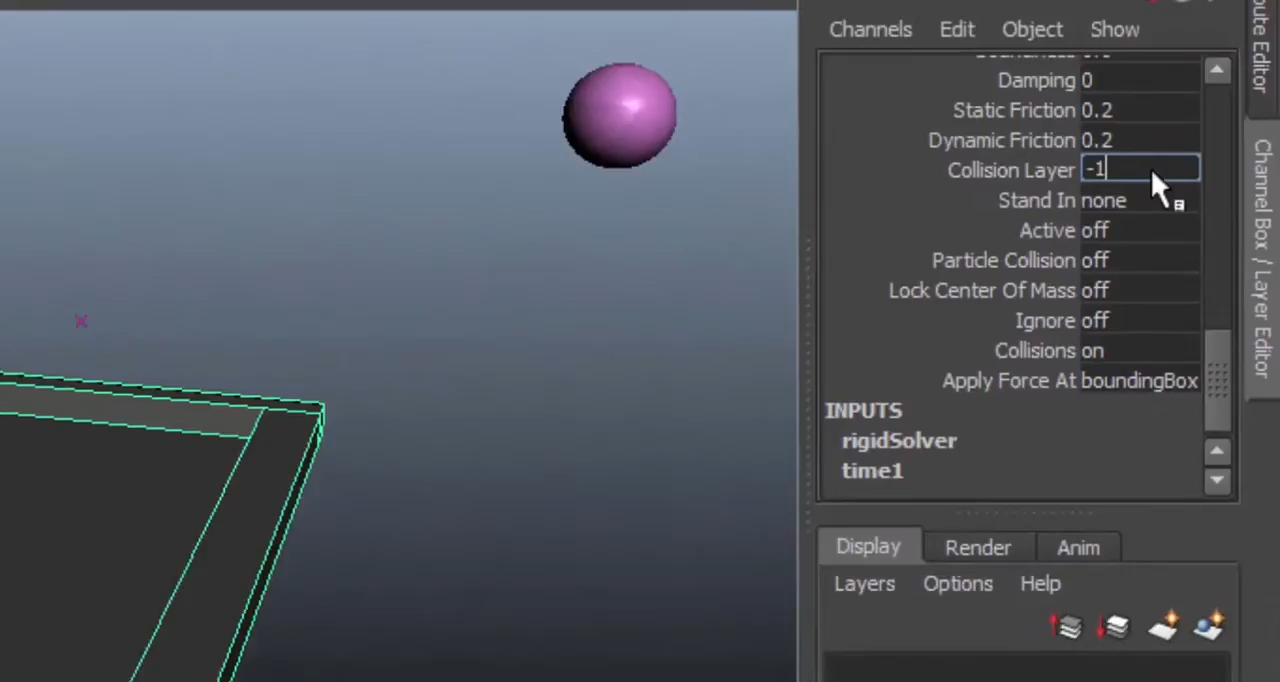 Channels Edit Object Show
Damping 0
Static Friction 0.2
Dynamic Friction 0.2
Collision Layer -1
Stand In none
Active off
Particle Collision off
Lock Center Of Mass off
Ignore off
Collisions on
Apply Force At boundingBox
INPUTS
rigidSolver
time1
Display Render Anim
Layers Options Help
Editor
Channel Box / Layer Editor